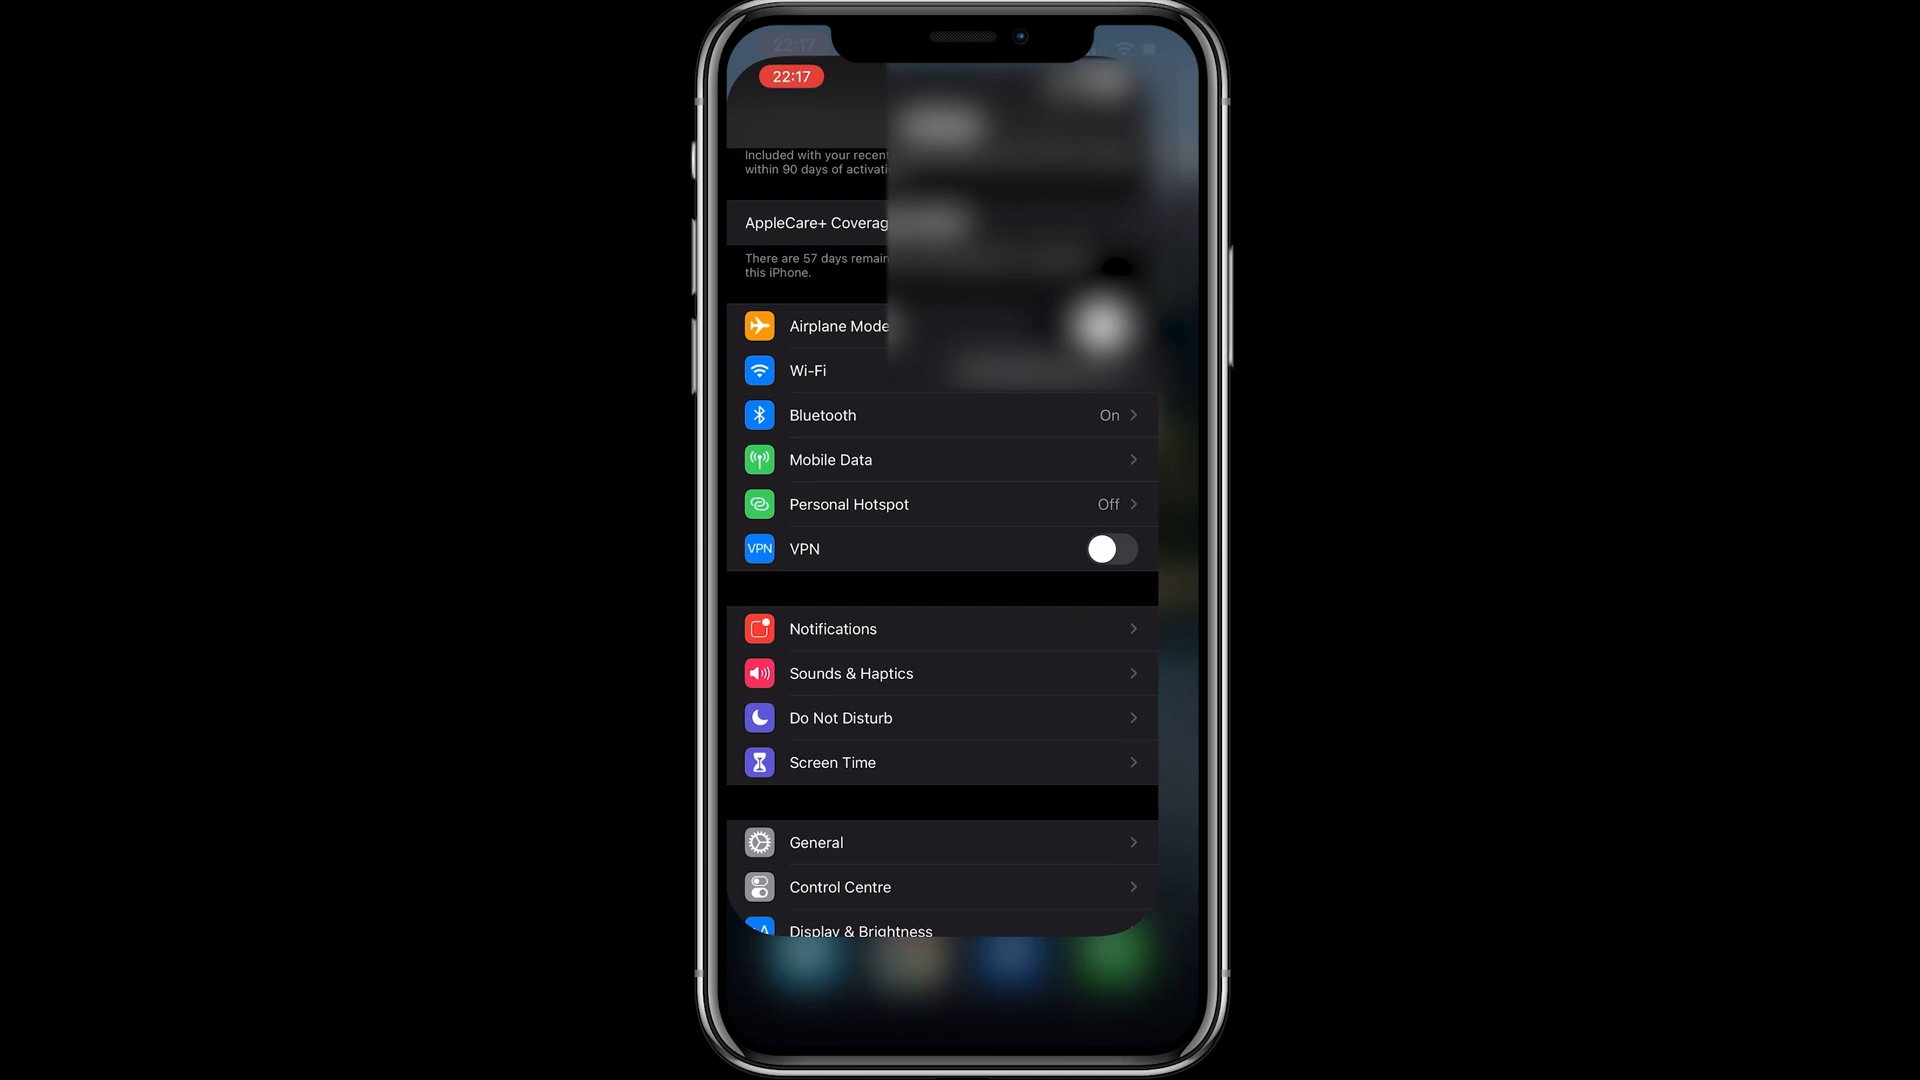 22:17
22:17
Included with your recent
within 90 days of activati
AppleCare+ Coverag
There are 57 days remain
this iPhone.
Airplane Mode
Wi-Fi
Bluetooth On
Mobile Data
Personal Hotspot Off
VPN VPN
Notifications
Sounds & Haptics
Do Not Disturb
Screen Time
General
Control Centre
Display & Brightness